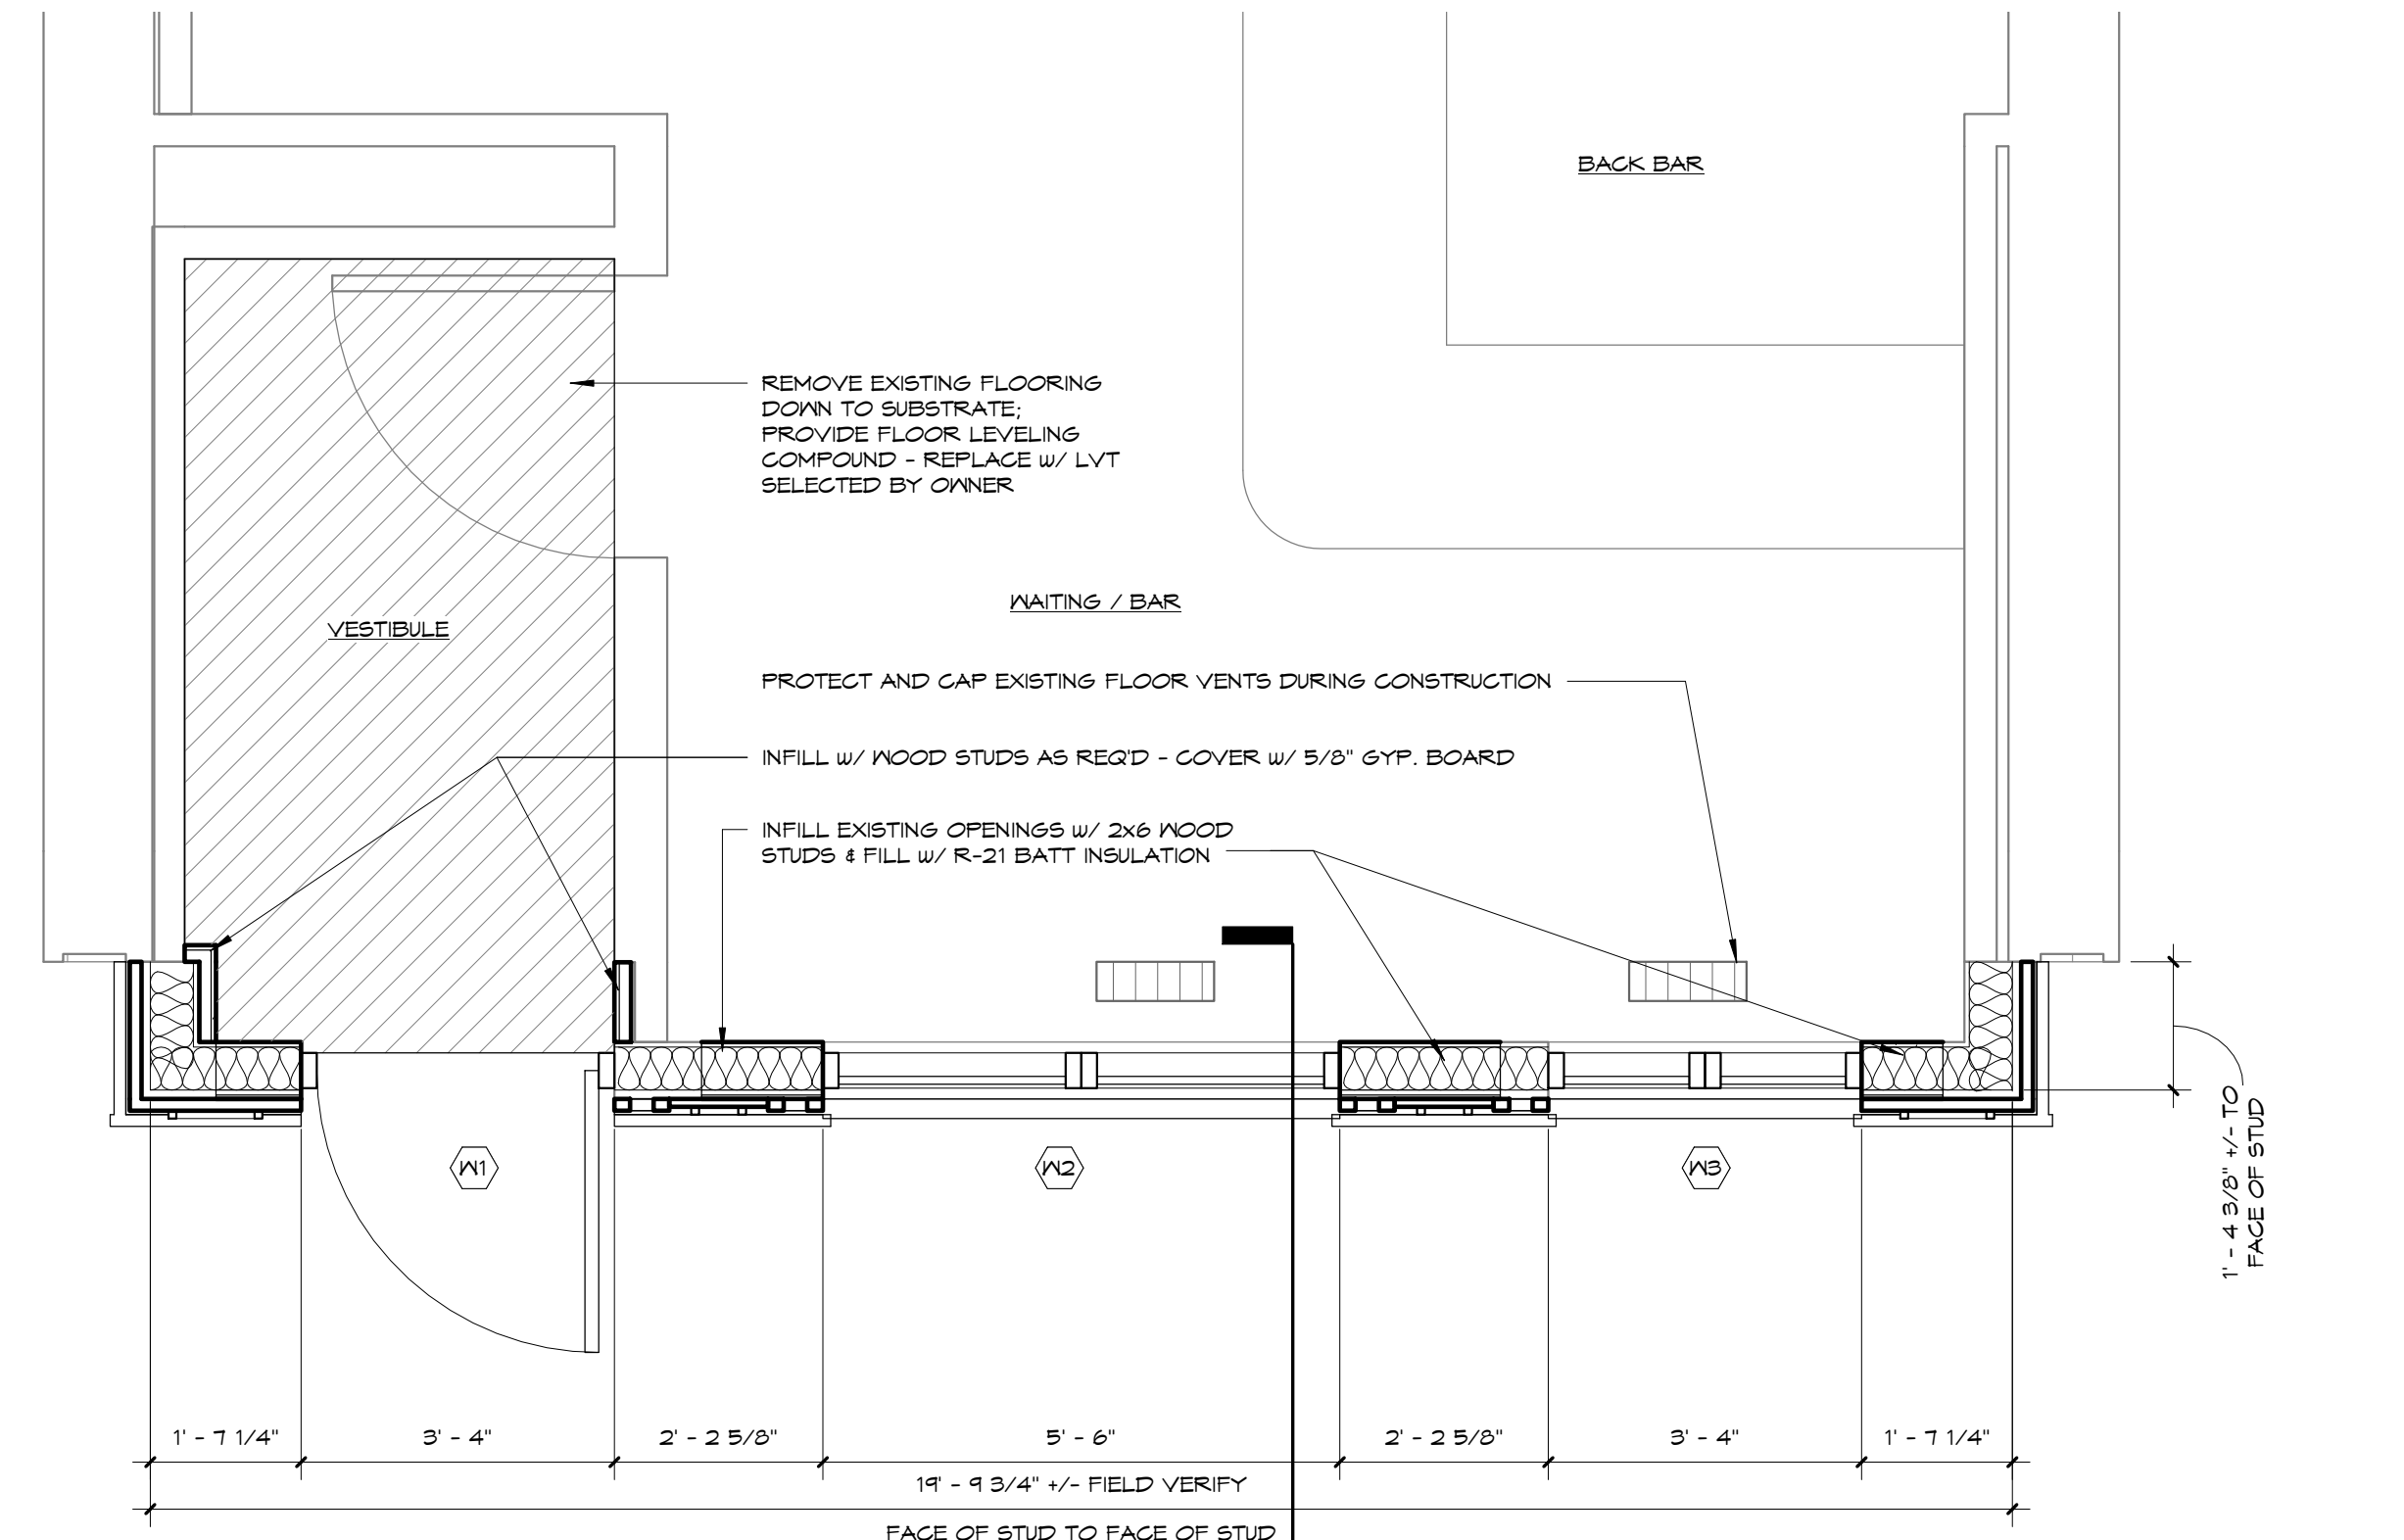 BACK BAR
REMOVE EXISTING FLOORING
DOWN TO SUBSTRATE;
PROVIDE FLOOR LEVELING
COMPOUND - REPLACE w/ LVT
SELECTED BY OWNER
WAITING / BAR
VESTIBULE
PROTECT AND CAP EXISTING FLOOR VENTS DURING CONSTRUCTION
INFILL w/ WOOD STUDS AS REQ'D - COVER w/ 5/8" GYP. BOARD
INFILL EXISTING OPENINGS w/ 2x6 WOOD
STUDS & FILL w/ R-21 BATT INSULATION
W1
W2
W3
1' - 4 3/8" +/- TO
FACE OF STUD
1' - 7 1/4"
3' - 4"
2' - 2 5/8"
5' - 6"
2' - 2 5/8"
3' - 4"
1' - 7 1/4"
19' - 9 3/4" +/- FIELD VERIFY
FACE OF STUD TO FACE OF STUD